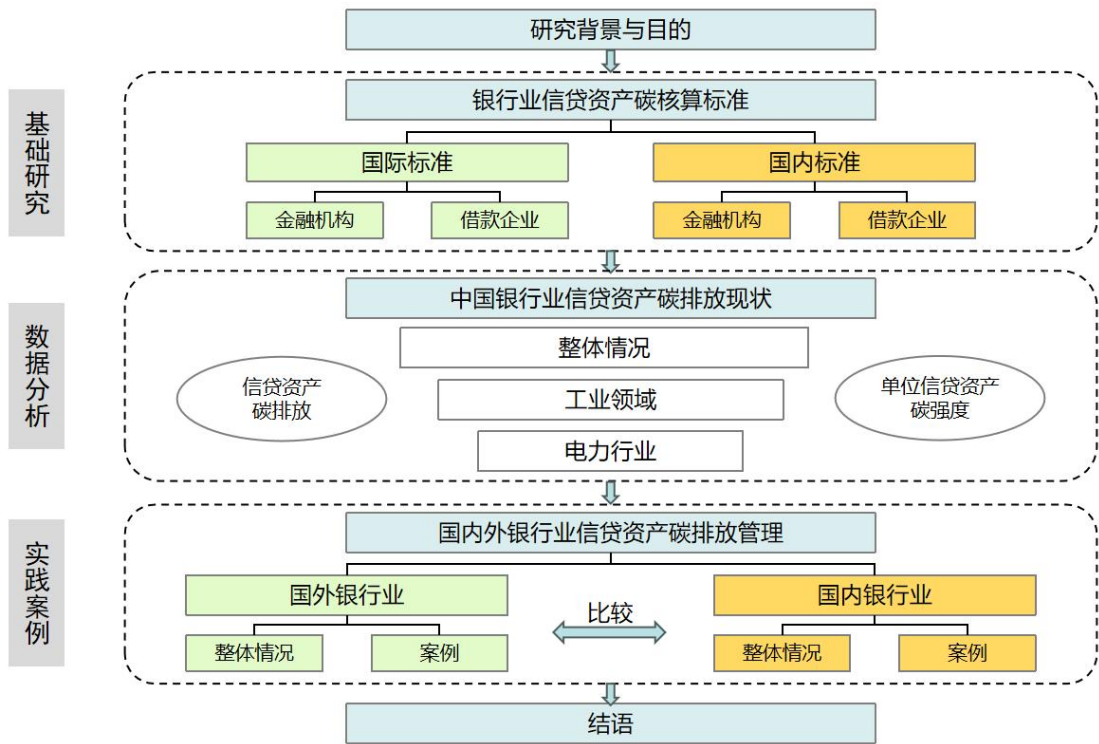 研究背景与目的
基础研究
银行业信贷资产碳核算标准
国际标准
国内标准
金融机构
借款企业
金融机构
借款企业
数据分析
中国银行业信贷资产碳排放现状
整体情况
信贷资产
碳排放
工业领域
单位信贷资产
碳强度
电力行业
实践案例
国内外银行业信贷资产碳排放管理
国外银行业
比较
国内银行业
整体情况
案例
整体情况
案例
结语